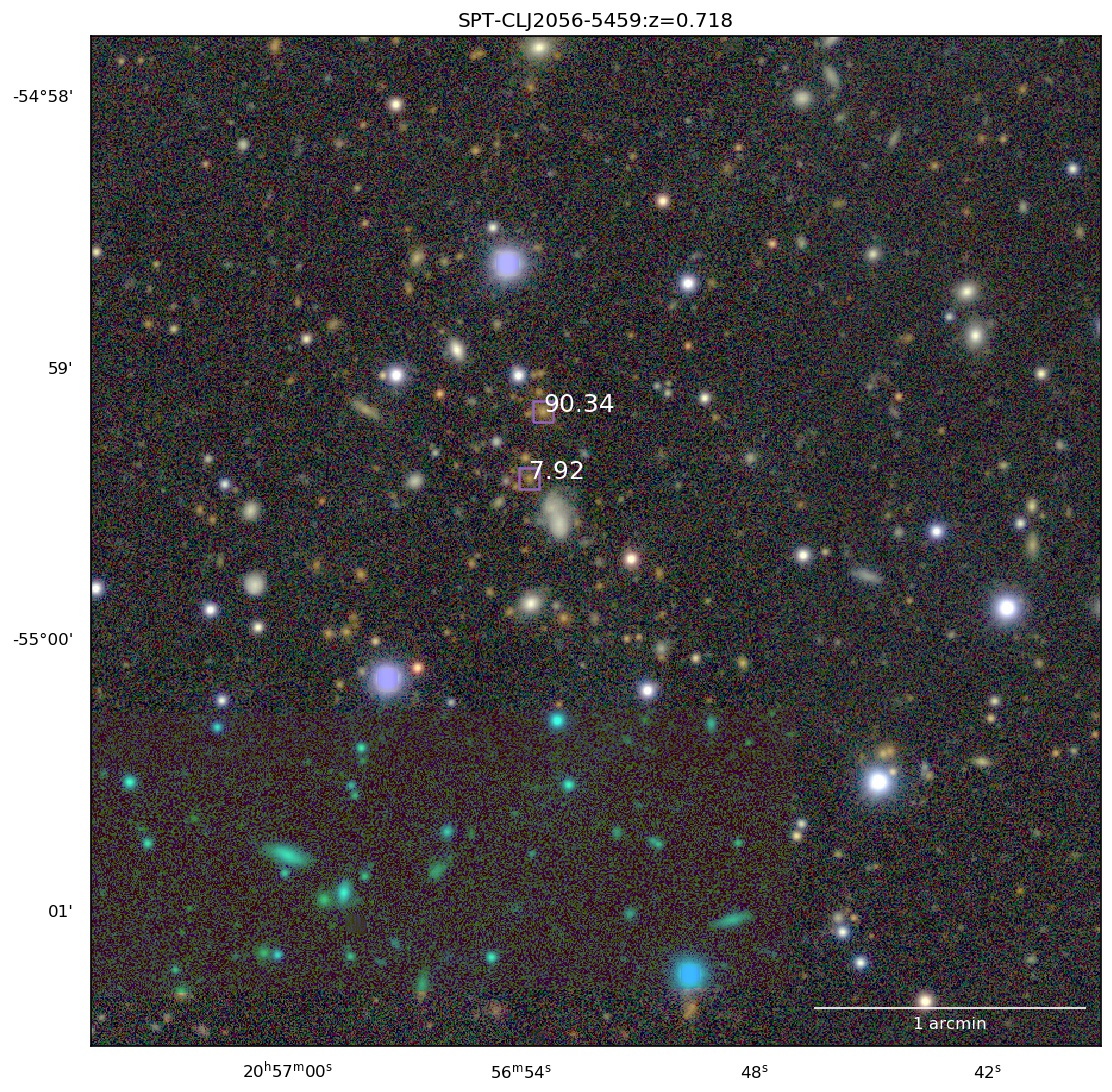 SPT-CLJ2056-5459:z=0.718
-54°58'
59'
90.34
7.92
-55°00'
01'
1 arcmin
20ʰ57ᵐ00ˢ 56ᵐ54ˢ 48ˢ 42ˢ